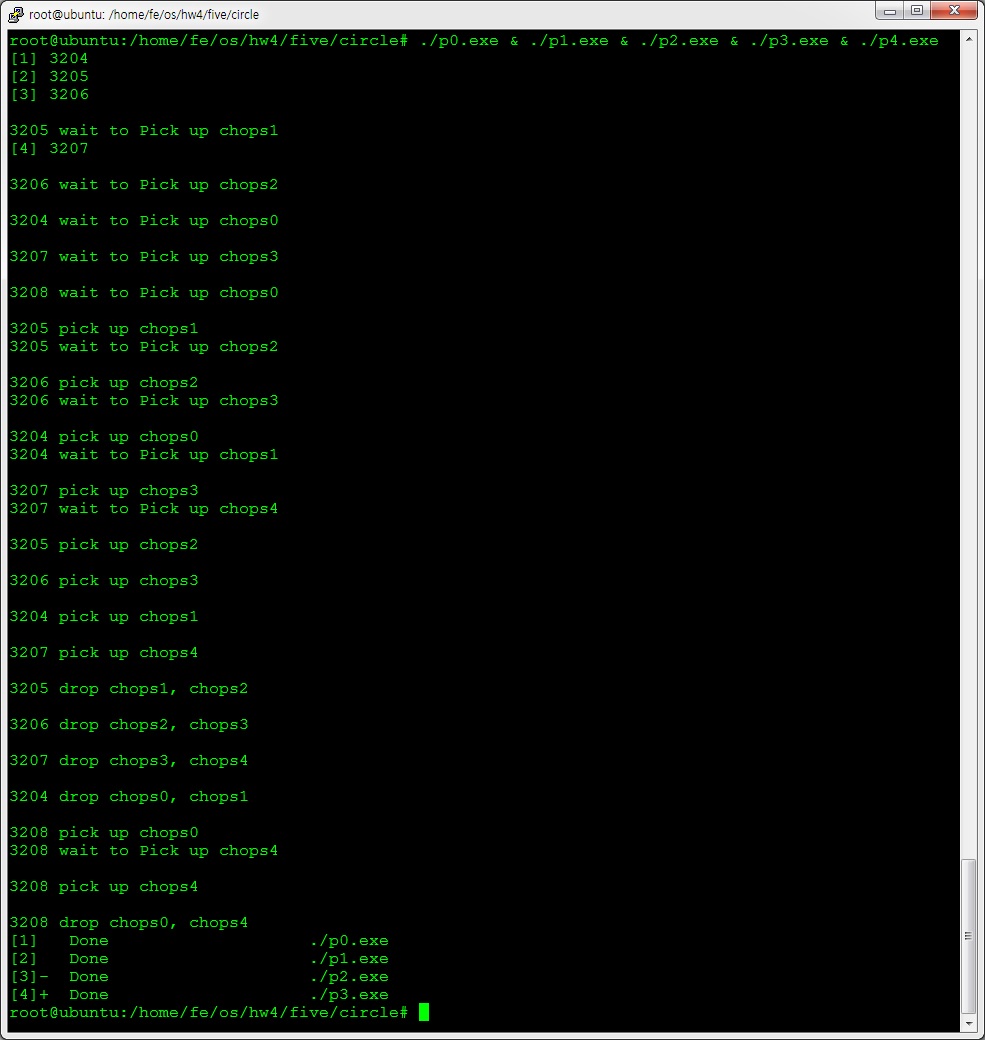 root@ubuntu: /home/fe/os/hw4/five/circle
root@ubuntu:/home/fe/os/hw4/five/circle# ./p0.exe & ./p1.exe & ./p2.exe & ./p3.exe & ./p4.exe
[1] 3204
[2] 3205
[3] 3206
3205 wait to Pick up chops1
[4] 3207
3206 wait to Pick up chops2
3204 wait to Pick up chops0
3207 wait to Pick up chops3
3208 wait to Pick up chops0
3205 pick up chops1
3205 wait to Pick up chops2
3206 pick up chops2
3206 wait to Pick up chops3
3204 pick up chops0
3204 wait to Pick up chops1
3207 pick up chops3
3207 wait to Pick up chops4
3205 pick up chops2
3206 pick up chops3
3204 pick up chops1
3207 pick up chops4
3205 drop chops1, chops2
3206 drop chops2, chops3
3207 drop chops3, chops4
3204 drop chops0, chops1
3208 pick up chops0
3208 wait to Pick up chops4
3208 pick up chops4
3208 drop chops0, chops4
[1]   Done                    ./p0.exe
[2]   Done                    ./p1.exe
[3]-  Done                    ./p2.exe
[4]+  Done                    ./p3.exe
root@ubuntu:/home/fe/os/hw4/five/circle#